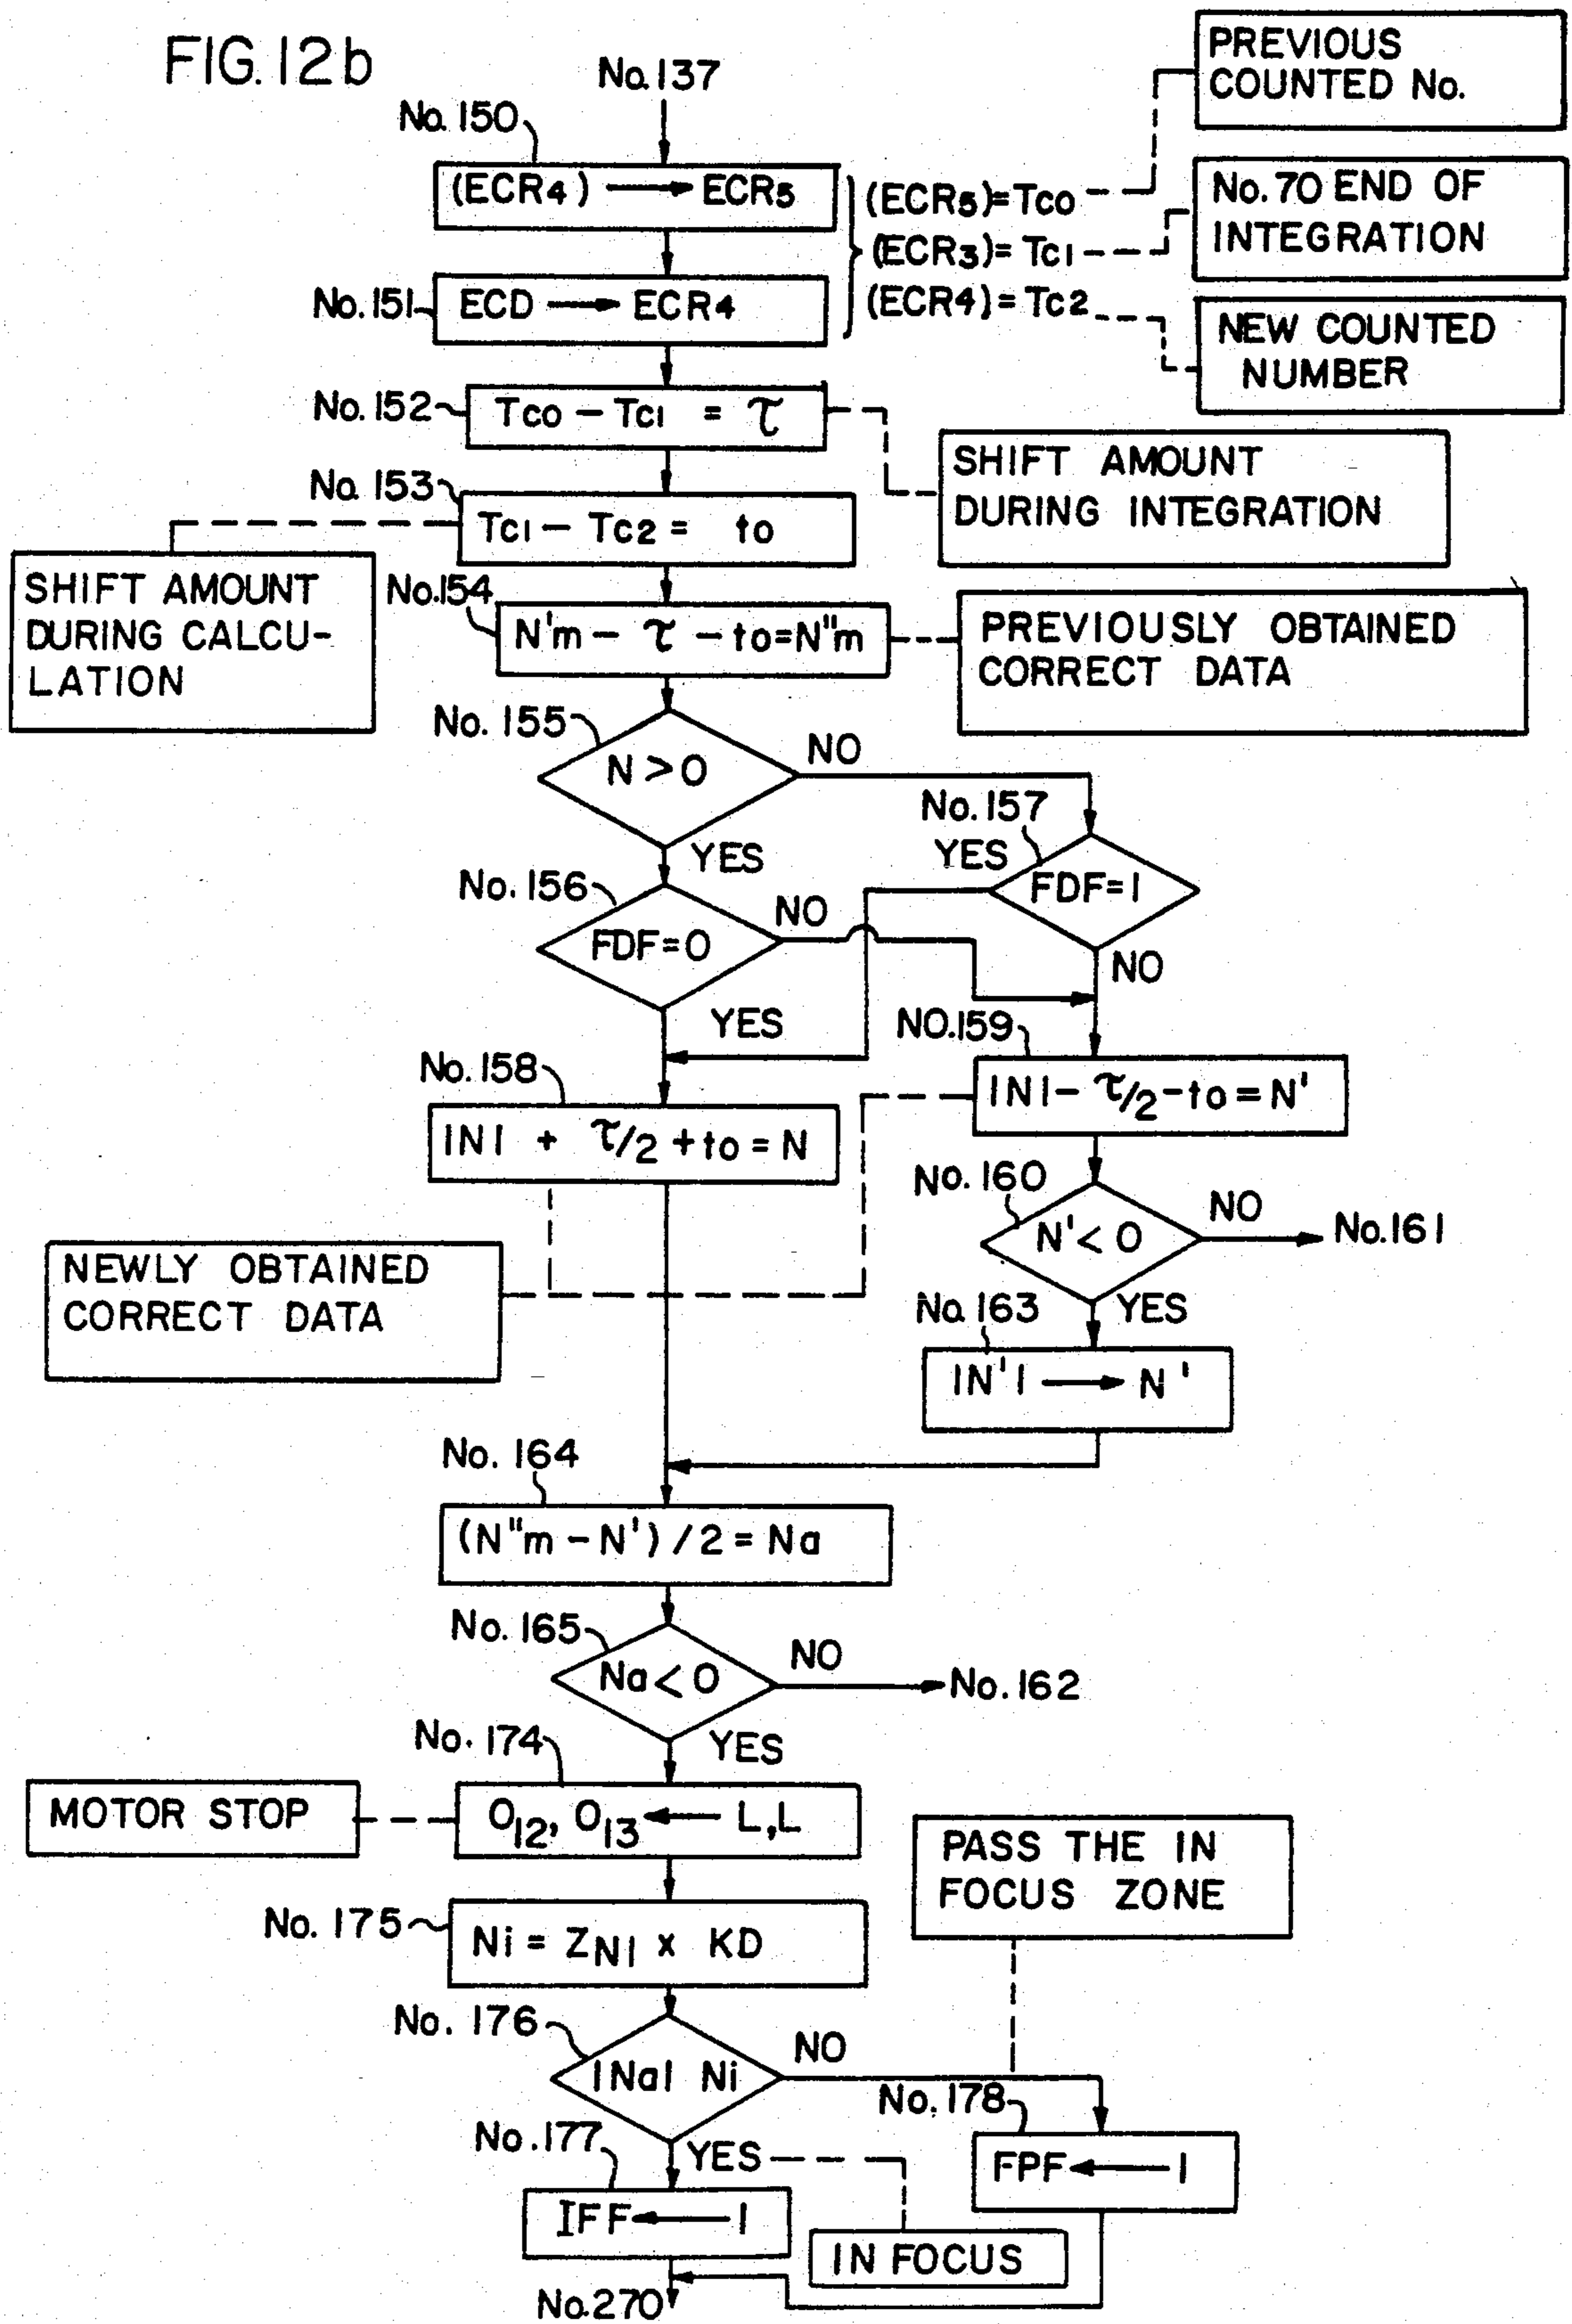 FIG. 12b
No. 137
PREVIOUS
COUNTED No.
No. 150
(ECR4) → ECR5
(ECR5)=Tco
No. 70 END OF
INTEGRATION
(ECR3)= Tc1
No. 151
ECD → ECR4
(ECR4)= Tc2
NEW COUNTED
NUMBER
No. 152
Tco – Tc1 = τ
SHIFT AMOUNT
DURING INTEGRATION
No. 153
Tc1 – Tc2 = to
SHIFT AMOUNT
DURING CALCU-
LATION
No. 154
N'm – τ – to=N"m
PREVIOUSLY OBTAINED
CORRECT DATA
No. 155
N > 0
NO
YES
No. 157
YES
FDF=1
NO
No. 156
FDF=0
NO
YES
NO. 159
|N|– τ/2 –to = N'
No. 158
|N| + τ/2 + to = N
No. 160
N' < 0
NO
No. 161
YES
NEWLY OBTAINED
CORRECT DATA
No. 163
|N'| → N'
No. 164
(N"m – N') /2 = Na
No. 165
Na < 0
NO
No. 162
YES
No. 174
MOTOR STOP
O12, O13 ← L,L
PASS THE IN
FOCUS ZONE
No. 175
Ni = ZN1 x KD
No. 176
|Na| Ni
NO
No. 178
FPF ← 1
No. 177
YES
IFF ← 1
IN FOCUS
No. 270